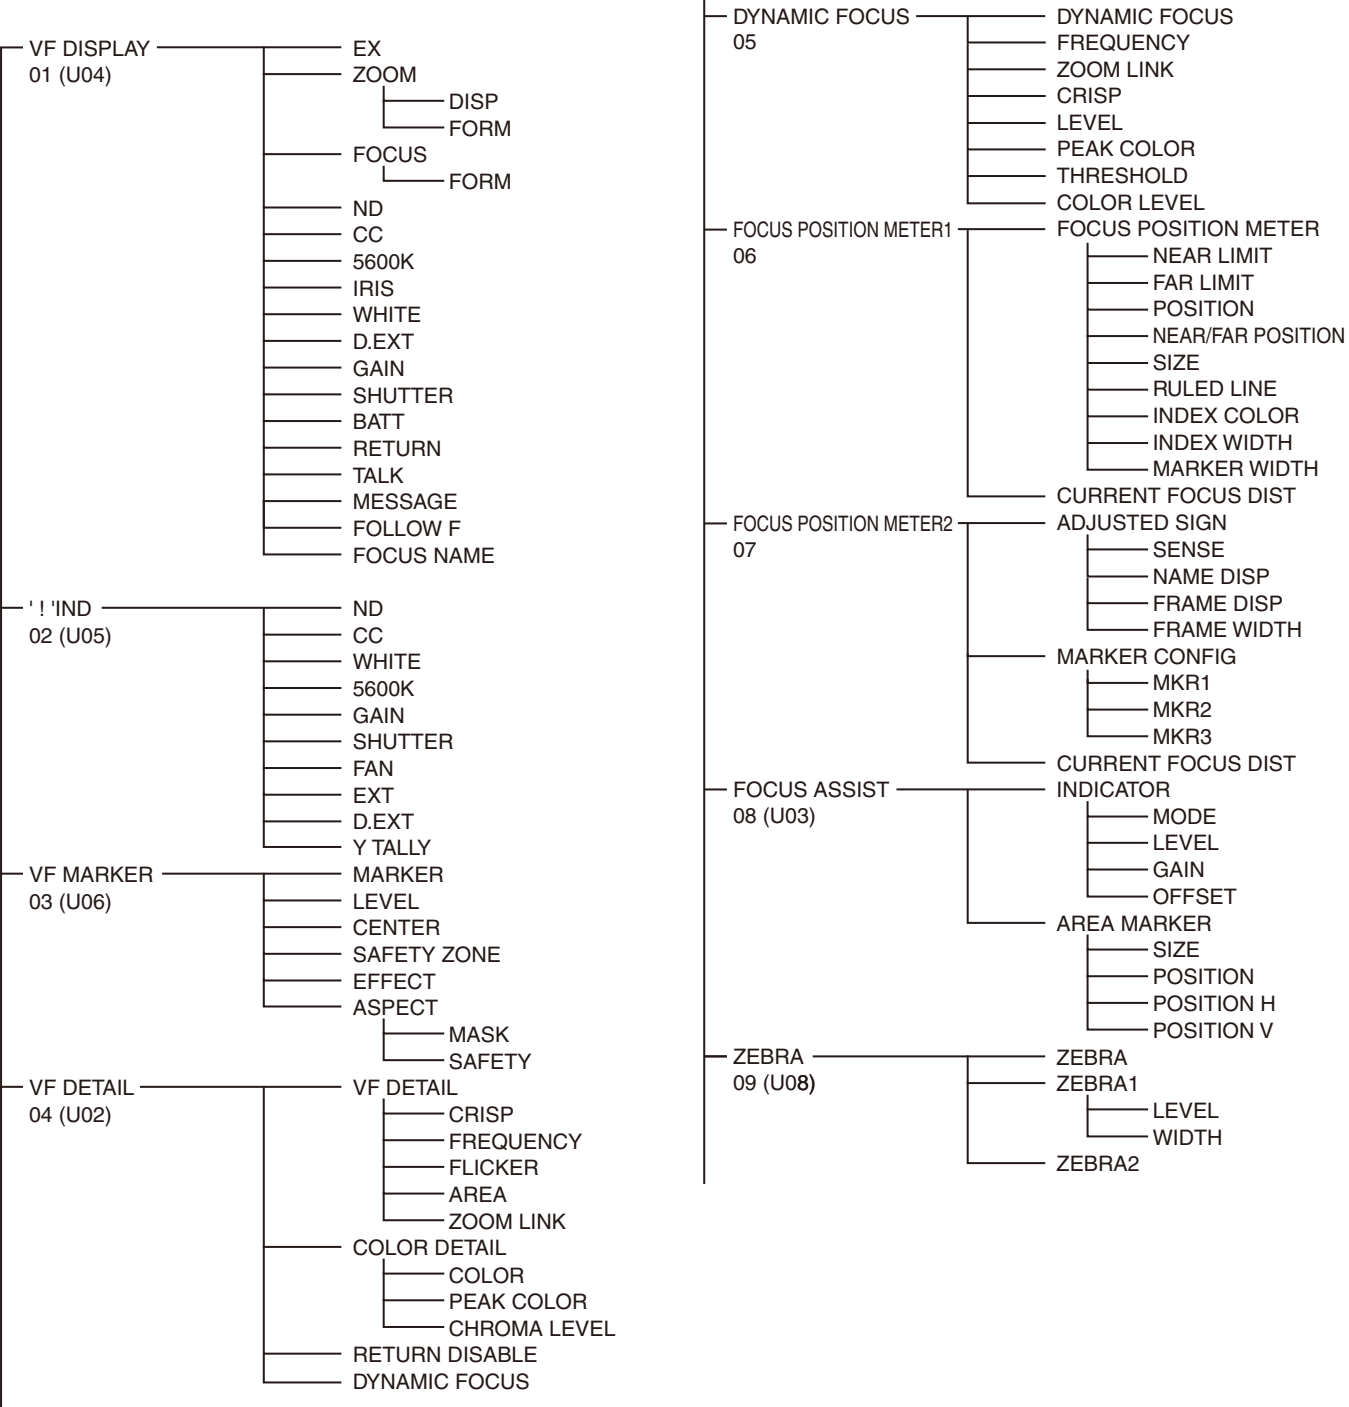 VF DISPLAY
01 (U04)
EX
ZOOM
DISP
FORM
FOCUS
FORM
ND
CC
5600K
IRIS
WHITE
D.EXT
GAIN
SHUTTER
BATT
RETURN
TALK
MESSAGE
FOLLOW F
FOCUS NAME
' ! 'IND
02 (U05)
ND
CC
WHITE
5600K
GAIN
SHUTTER
FAN
EXT
D.EXT
Y TALLY
VF MARKER
03 (U06)
MARKER
LEVEL
CENTER
SAFETY ZONE
EFFECT
ASPECT
MASK
SAFETY
VF DETAIL
04 (U02)
VF DETAIL
CRISP
FREQUENCY
FLICKER
AREA
ZOOM LINK
COLOR DETAIL
COLOR
PEAK COLOR
CHROMA LEVEL
RETURN DISABLE
DYNAMIC FOCUS
DYNAMIC FOCUS
05
DYNAMIC FOCUS
FREQUENCY
ZOOM LINK
CRISP
LEVEL
PEAK COLOR
THRESHOLD
COLOR LEVEL
FOCUS POSITION METER1
06
FOCUS POSITION METER
NEAR LIMIT
FAR LIMIT
POSITION
NEAR/FAR POSITION
SIZE
RULED LINE
INDEX COLOR
INDEX WIDTH
MARKER WIDTH
CURRENT FOCUS DIST
FOCUS POSITION METER2
07
ADJUSTED SIGN
SENSE
NAME DISP
FRAME DISP
FRAME WIDTH
MARKER CONFIG
MKR1
MKR2
MKR3
CURRENT FOCUS DIST
FOCUS ASSIST
08 (U03)
INDICATOR
MODE
LEVEL
GAIN
OFFSET
AREA MARKER
SIZE
POSITION
POSITION H
POSITION V
ZEBRA
09 (U08)
ZEBRA
ZEBRA1
LEVEL
WIDTH
ZEBRA2